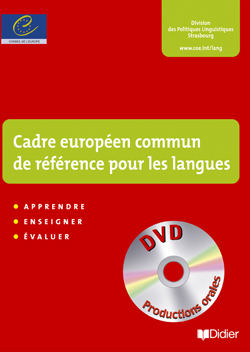 CONSEIL DE L'EUROPE
Division
des Politiques Linguistiques
Strasbourg
www.coe.int/lang
Cadre européen commun
de référence pour les langues
• APPRENDRE
• ENSEIGNER
• ÉVALUER
DVD
Productions orales
Didier